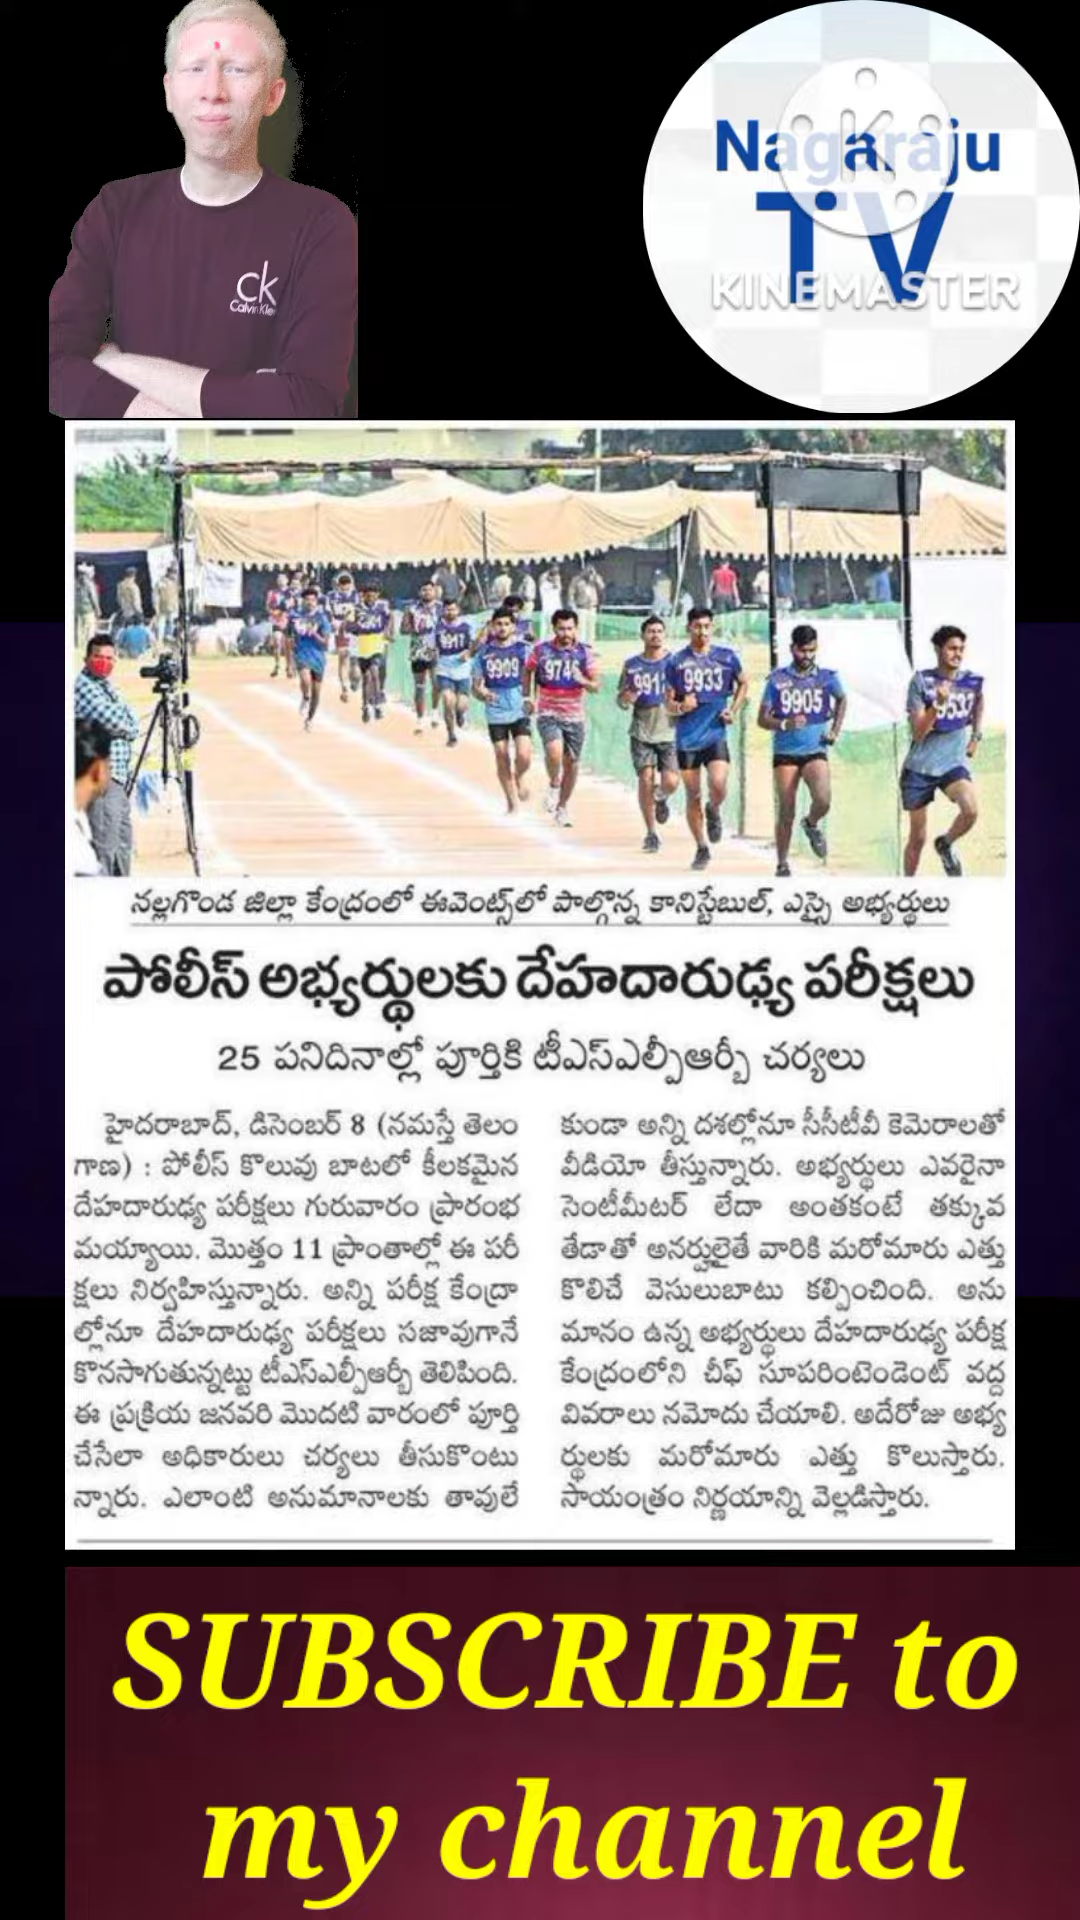 Nagaraju
TV
KINEMASTER
ck
Calvin Kle
9909
9746
991
9933
9905
9532
9917
నల్లగొండ జిల్లా కేంద్రంలో ఈవెంట్స్‌లో పాల్గొన్న కానిస్టేబుల్, ఎస్సై అభ్యర్థులు
పోలీస్ అభ్యర్థులకు దేహదారుఢ్య పరీక్షలు
25 పనిదినాల్లో పూర్తికి టీఎస్ఎల్పీఆర్బీ చర్యలు
హైదరాబాద్, డిసెంబర్ 8 (నమస్తే తెలం
గాణ) : పోలీస్ కొలువు బాటలో కీలకమైన
దేహదారుఢ్య పరీక్షలు గురువారం ప్రారంభ
మయ్యాయి. మొత్తం 11 ప్రాంతాల్లో ఈ పరీ
క్షలు నిర్వహిస్తున్నారు. అన్ని పరీక్ష కేంద్రా
ల్లోనూ దేహదారుఢ్య పరీక్షలు సజావుగానే
కొనసాగుతున్నట్టు టీఎస్ఎల్పీఆర్బీ తెలిపింది.
ఈ ప్రక్రియ జనవరి మొదటి వారంలో పూర్తి
చేసేలా అధికారులు చర్యలు తీసుకొంటు
న్నారు. ఎలాంటి అనుమానాలకు తావులే
కుండా అన్ని దశల్లోనూ సీసీటీవీ కెమెరాలతో
వీడియో తీస్తున్నారు. అభ్యర్థులు ఎవరైనా
సెంటీమీటర్ లేదా అంతకంటే తక్కువ
తేడాతో అనర్హులైతే వారికి మరోమారు ఎత్తు
కొలిచే వెసులుబాటు కల్పించింది. అను
మానం ఉన్న అభ్యర్థులు దేహదారుఢ్య పరీక్ష
కేంద్రంలోని చీఫ్ సూపరింటెండెంట్ వద్ద
వివరాలు నమోదు చేయాలి. అదేరోజు అభ్య
ర్థులకు మరోమారు ఎత్తు కొలుస్తారు.
సాయంత్రం నిర్ణయాన్ని వెల్లడిస్తారు.
SUBSCRIBE to
my channel